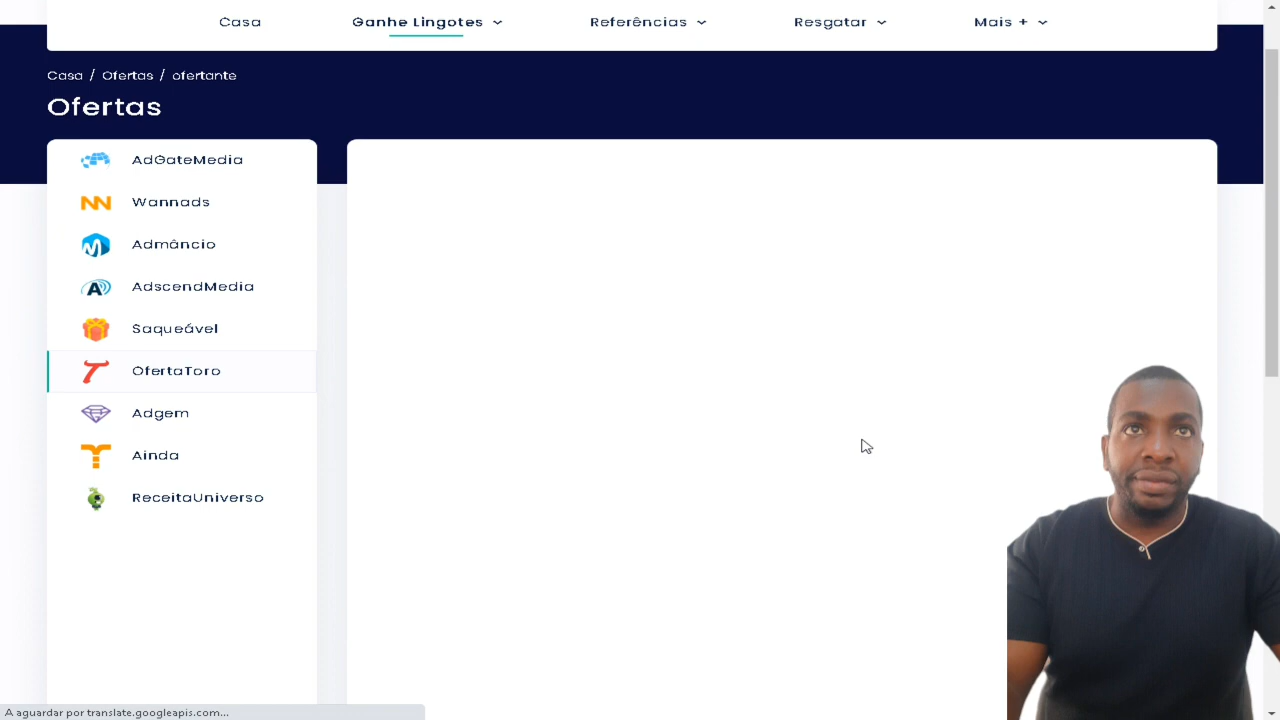 Casa
Ganhe Lingotes
Referências
Resgatar
Mais +
Casa / Ofertas / ofertante
Ofertas
AdGateMedia
Wannads
Admâncio
AdscendMedia
Saqueável
OfertaToro
Adgem
Ainda
ReceitaUniverso
A aguardar por translate.googleapis.com...